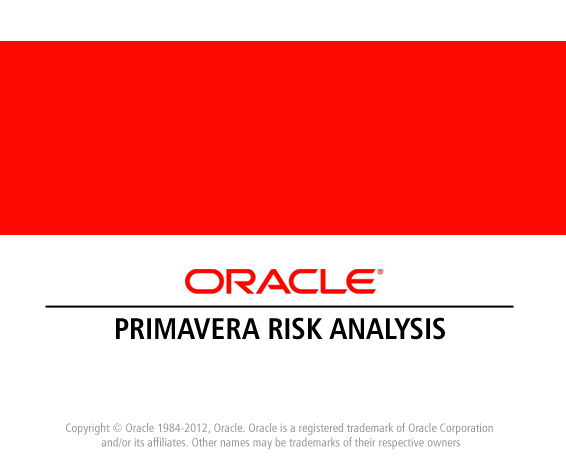 ORACLE®
PRIMAVERA RISK ANALYSIS
Copyright © Oracle 1984-2012, Oracle. Oracle is a registered trademark of Oracle Corporation
and/or its affiliates. Other names may be trademarks of their respective owners